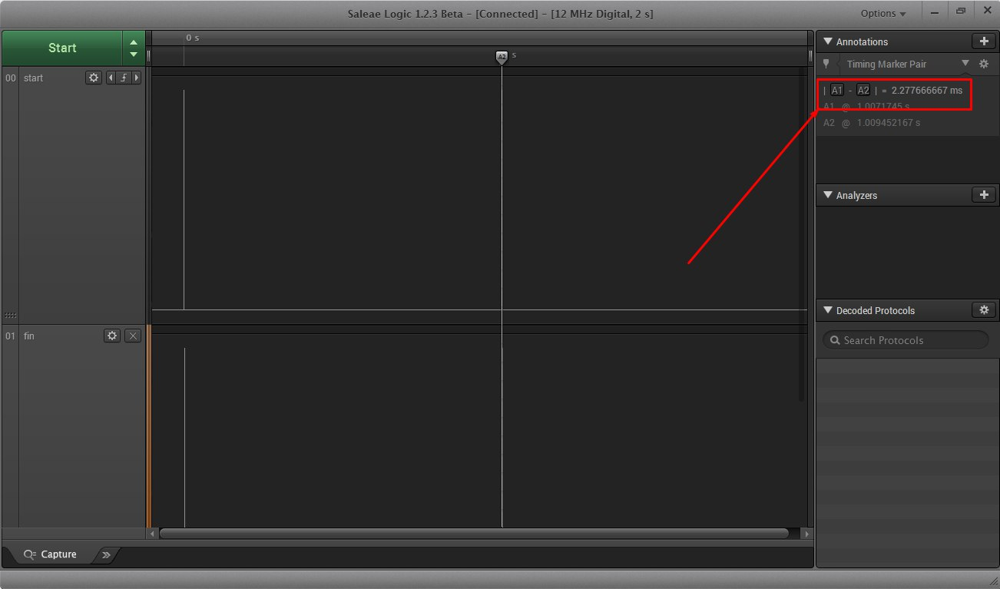 Saleae Logic 1.2.3 Beta - [Connected] - [12 MHz Digital, 2 s]
Options
Start
0 s
A2 s
00 start
01 fin
Annotations
Timing Marker Pair
| A1 - A2 | = 2.277666667 ms
A1 @ 1.0071745 s
A2 @ 1.009452167 s
Analyzers
Decoded Protocols
Search Protocols
Capture